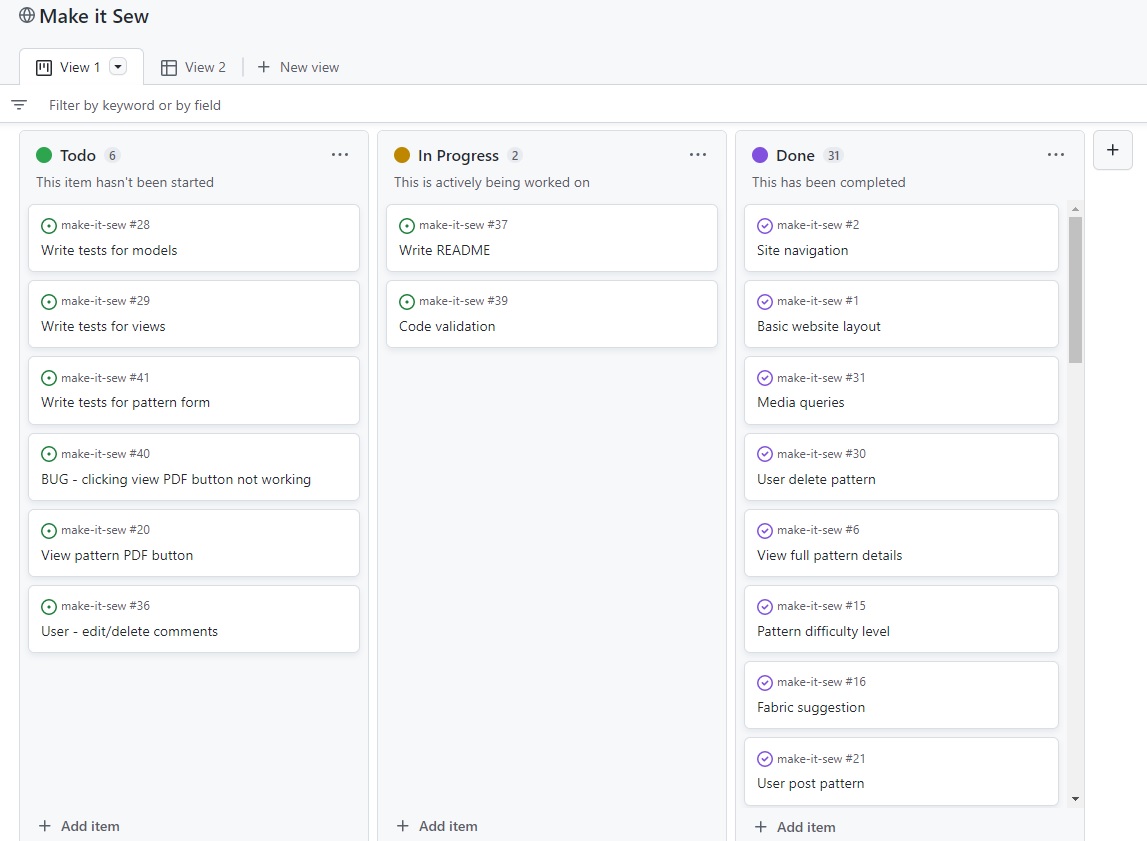 Make it Sew
View 1
View 2
New view
Filter by keyword or by field
Todo 6
This item hasn't been started
make-it-sew #28
Write tests for models
make-it-sew #29
Write tests for views
make-it-sew #41
Write tests for pattern form
make-it-sew #40
BUG - clicking view PDF button not working
make-it-sew #20
View pattern PDF button
make-it-sew #36
User - edit/delete comments
Add item
In Progress 2
This is actively being worked on
make-it-sew #37
Write README
make-it-sew #39
Code validation
Add item
Done 31
This has been completed
make-it-sew #2
Site navigation
make-it-sew #1
Basic website layout
make-it-sew #31
Media queries
make-it-sew #30
User delete pattern
make-it-sew #6
View full pattern details
make-it-sew #15
Pattern difficulty level
make-it-sew #16
Fabric suggestion
make-it-sew #21
User post pattern
Add item